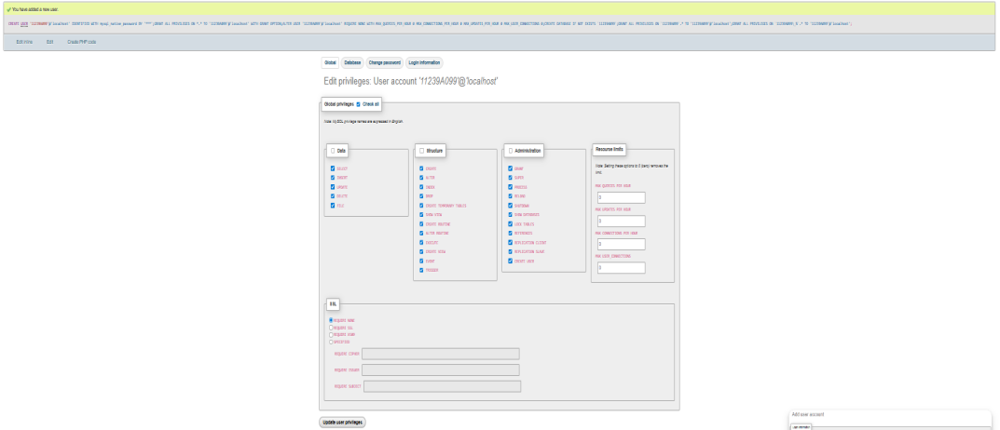 You have added a new user.
CREATE USER '11239A099'@'localhost' IDENTIFIED WITH mysql_native_password BY '***';GRANT ALL PRIVILEGES ON *.* TO '11239A099'@'localhost' WITH GRANT OPTION;ALTER USER '11239A099'@'localhost' REQUIRE NONE WITH MAX_QUERIES_PER_HOUR 0 MAX_CONNECTIONS_PER_HOUR 0 MAX_UPDATES_PER_HOUR 0 MAX_USER_CONNECTIONS 0;CREATE DATABASE IF NOT EXISTS `11239A099`;GRANT ALL PRIVILEGES ON `11239A099`.* TO '11239A099'@'localhost';GRANT ALL PRIVILEGES ON `11239A099\_%`.* TO '11239A099'@'localhost';
Edit inline Edit Create PHP code
Global Database Change password Login Information
Edit privileges: User account '11239A099'@'localhost'
Global privileges Check all
Note: MySQL privilege names are expressed in English.
Data
SELECT
INSERT
UPDATE
DELETE
FILE
Structure
CREATE
ALTER
INDEX
DROP
CREATE TEMPORARY TABLES
SHOW VIEW
CREATE ROUTINE
ALTER ROUTINE
EXECUTE
CREATE VIEW
EVENT
TRIGGER
Administration
GRANT
SUPER
PROCESS
RELOAD
SHUTDOWN
SHOW DATABASES
LOCK TABLES
REFERENCES
REPLICATION CLIENT
REPLICATION SLAVE
CREATE USER
Resource limits
Note: Setting these options to 0 (zero) removes the
limit.
MAX QUERIES PER HOUR
0
MAX UPDATES PER HOUR
0
MAX CONNECTIONS PER HOUR
0
MAX USER_CONNECTIONS
0
SSL
REQUIRE NONE
REQUIRE SSL
REQUIRE X509
SPECIFIED
REQUIRE CIPHER
REQUIRE ISSUER
REQUIRE SUBJECT
Update user privileges
Add user account
Login Information